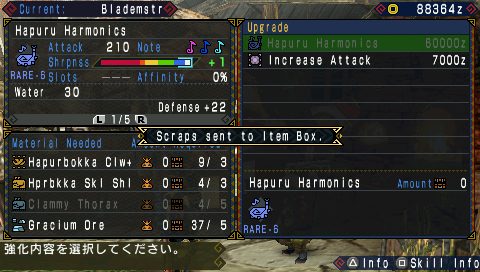 Current: Blademstr
88364z
Hapuru Harmonics
Attack 210 Note
Shrpnss +1
RARE-6 Slots --- Affinity 0%
Water 30
Defense +22
L 1/5 R
Upgrade
Hapuru Harmonics 60000z
Increase Attack 7000z
Scraps sent to Item Box.
Material Needed
Hapurbokka Clw+ 0 9/ 3
Hprbkka Skl Shl 0 4/ 3
Clammy Thorax 0 4/ 4
Gracium Ore 0 37/ 5
Hapuru Harmonics Amount 0
RARE-6
強化内容を選択してください。
Info Skill Info